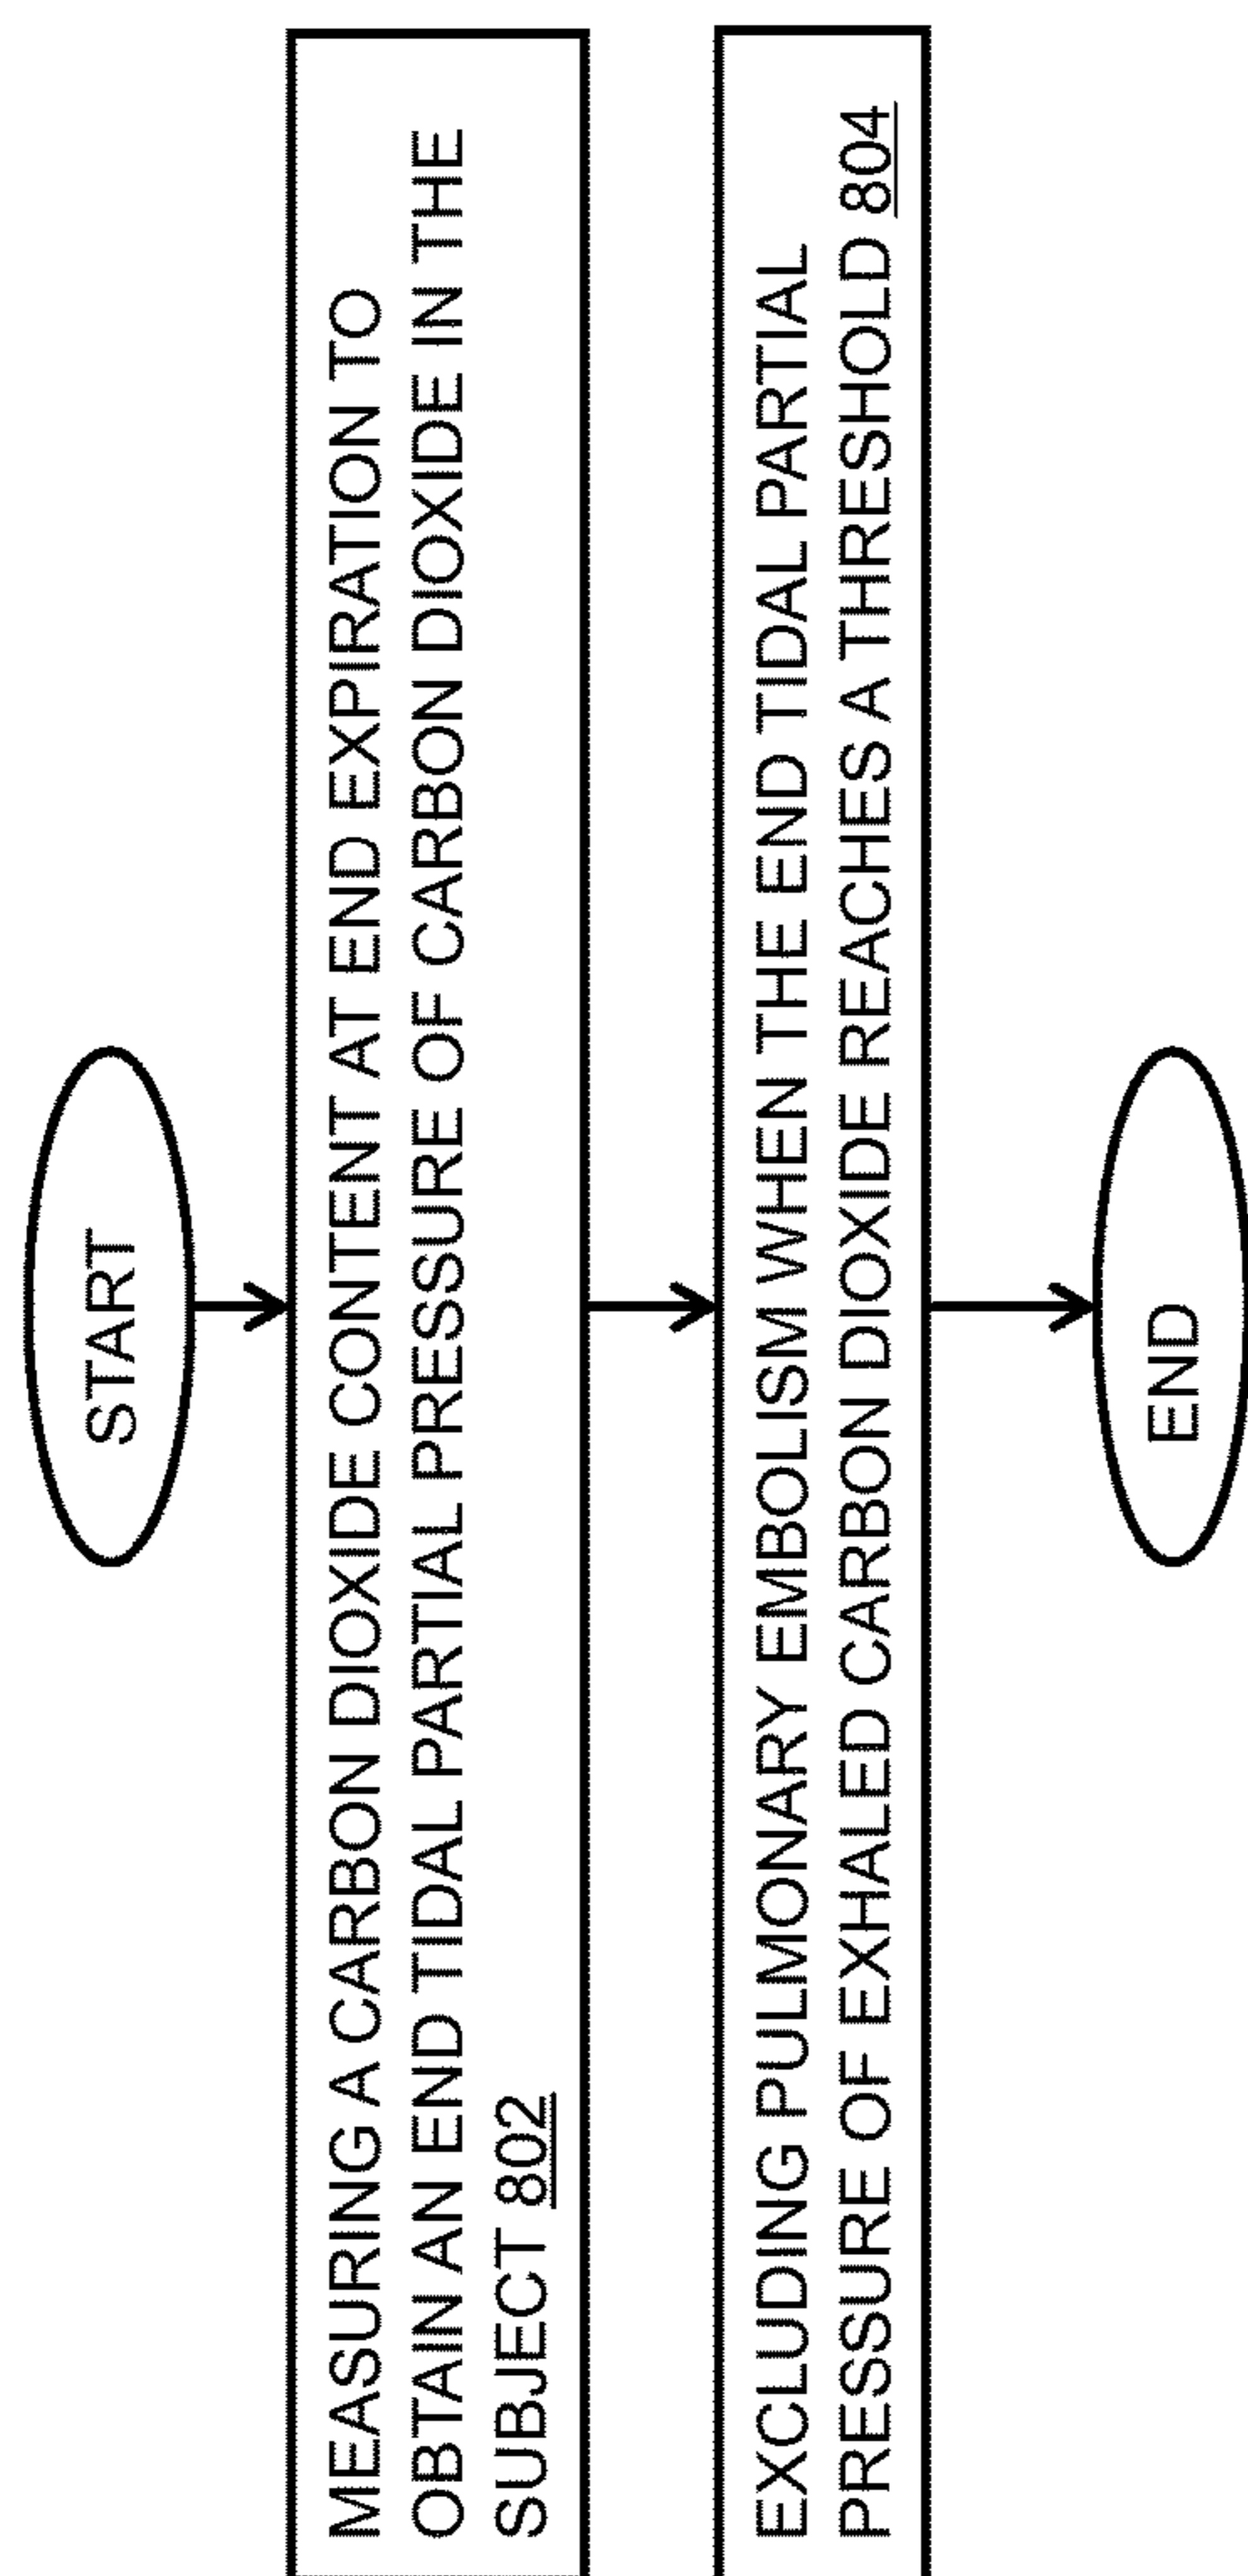 START
MEASURING A CARBON DIOXIDE CONTENT AT END EXPIRATION TO
OBTAIN AN END TIDAL PARTIAL PRESSURE OF CARBON DIOXIDE IN THE
SUBJECT 802
EXCLUDING PULMONARY EMBOLISM WHEN THE END TIDAL PARTIAL
PRESSURE OF EXHALED CARBON DIOXIDE REACHES A THRESHOLD 804
END